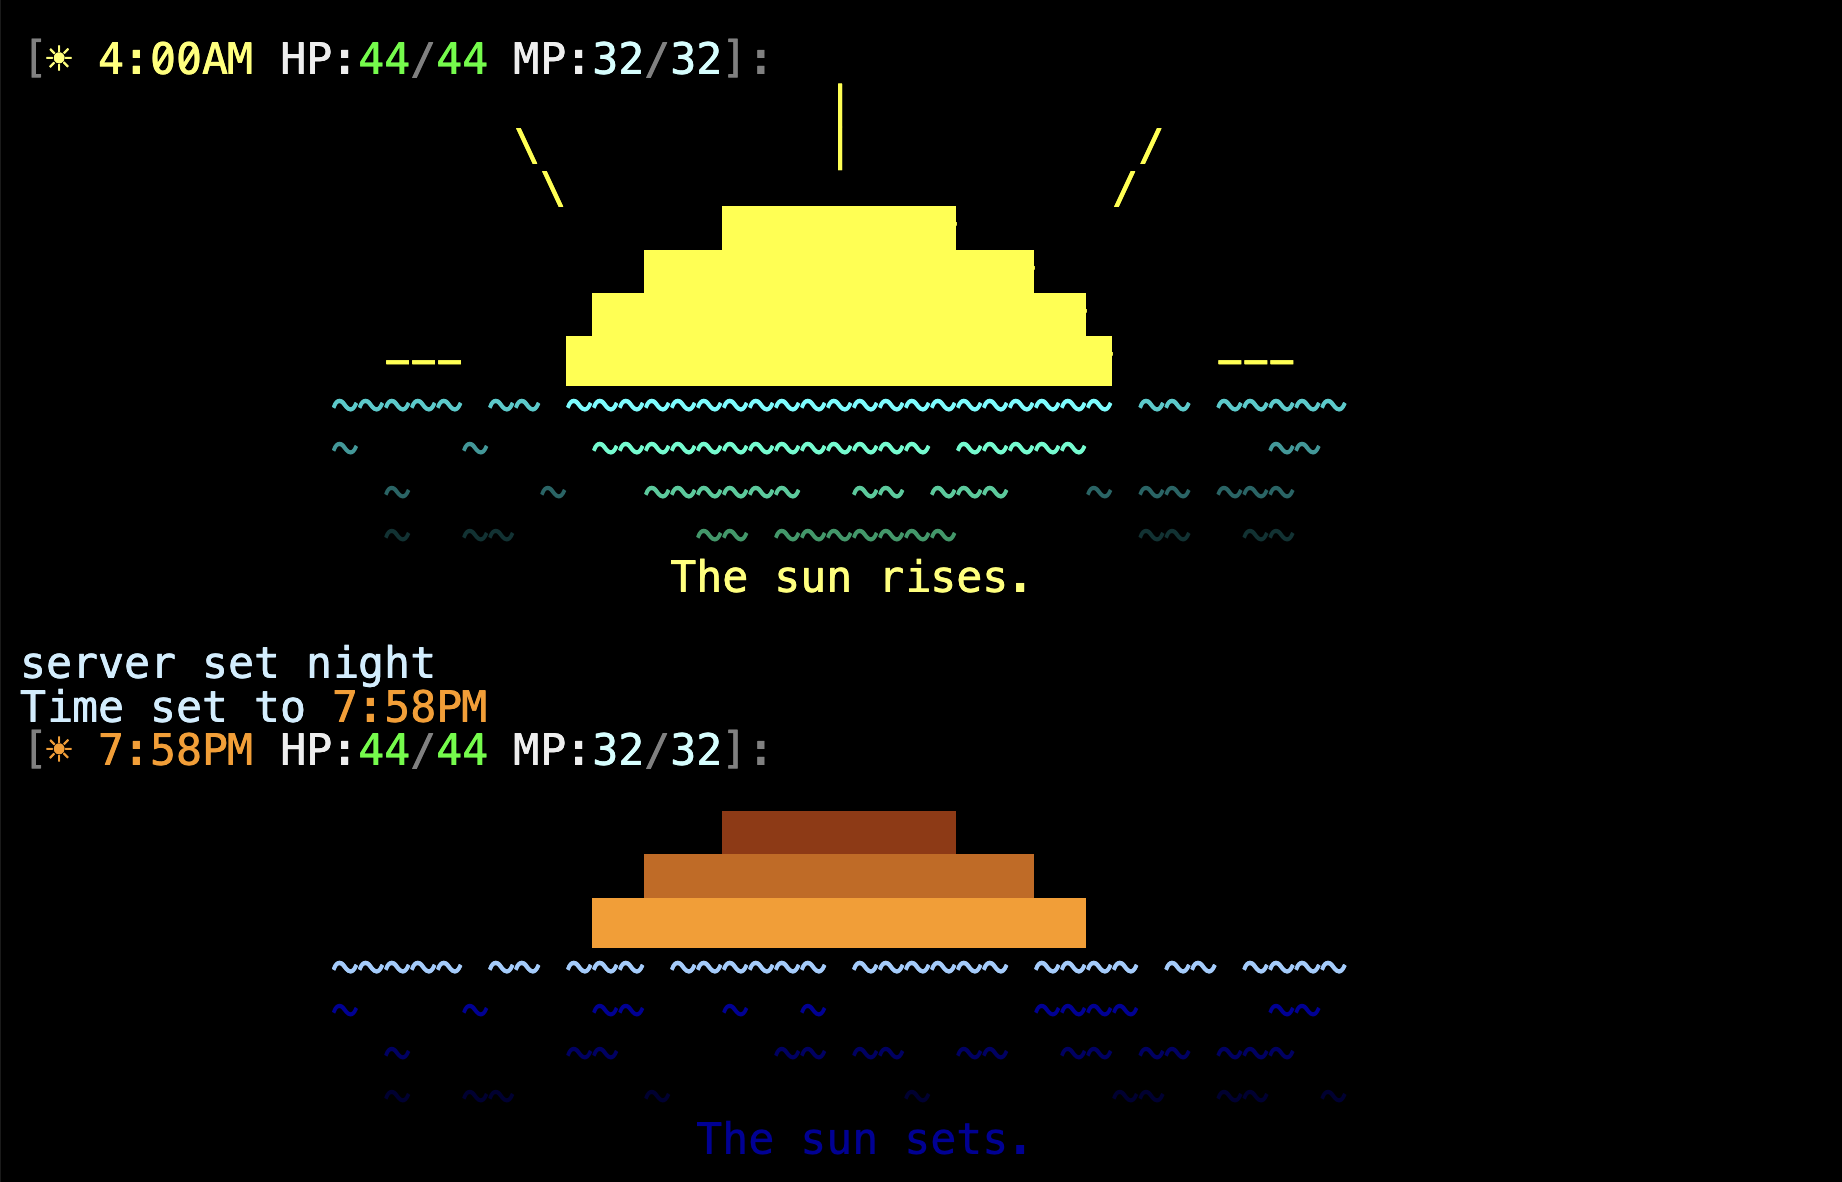 [☀ 4:00AM HP:44/44 MP:32/32]:
The sun rises.
server set night
Time set to 7:58PM
[☀ 7:58PM HP:44/44 MP:32/32]:
The sun sets.